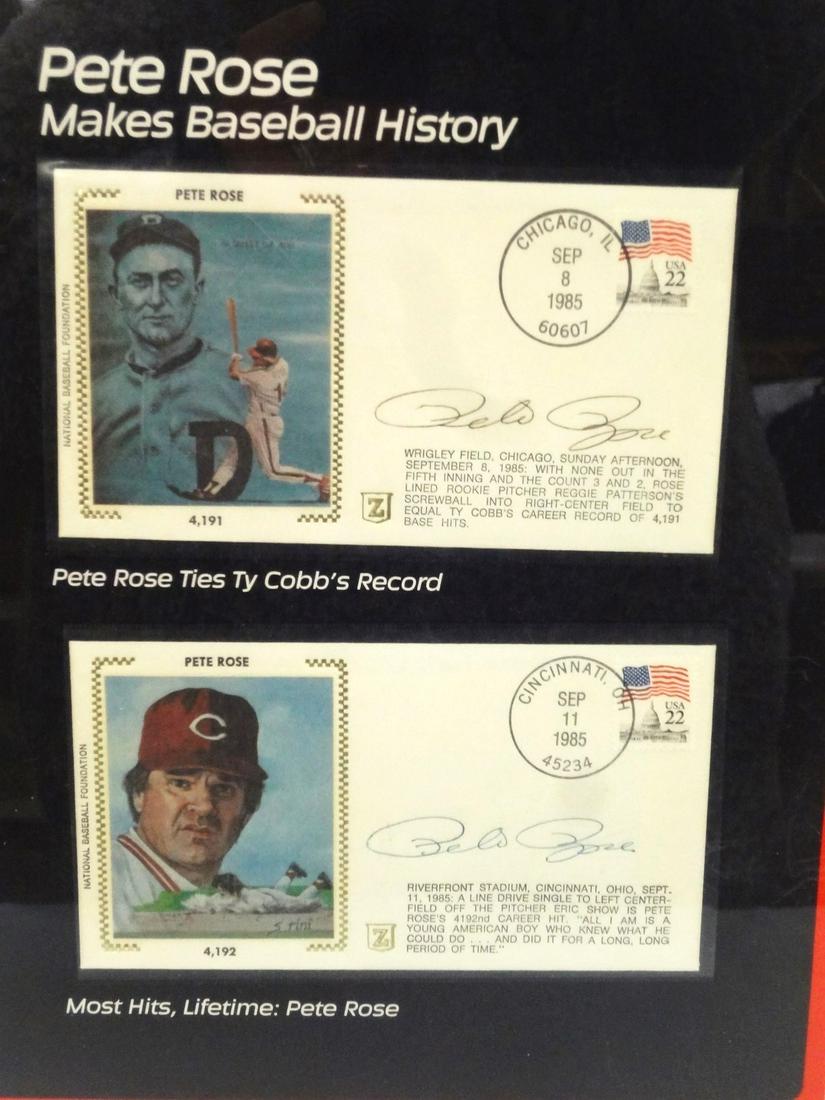 Pete Rose
Makes Baseball History
PETE ROSE
NATIONAL BASEBALL FOUNDATION
D
D
4,191
CHICAGO, IL
SEP
8
1985
60607
USA
22
Pete Rose
WRIGLEY FIELD, CHICAGO, SUNDAY AFTERNOON,
SEPTEMBER 8, 1985: WITH NONE OUT IN THE
FIFTH INNING AND THE COUNT 3 AND 2, ROSE
LINED ROOKIE PITCHER REGGIE PATTERSON'S
SCREWBALL INTO RIGHT-CENTER FIELD TO
EQUAL TY COBB'S CAREER RECORD OF 4,191
BASE HITS.
Z
Pete Rose Ties Ty Cobb's Record
PETE ROSE
NATIONAL BASEBALL FOUNDATION
C
4,192
CINCINNATI, OH
SEP
11
1985
45234
USA
22
Pete Rose
RIVERFRONT STADIUM, CINCINNATI, OHIO, SEPT.
11, 1985: A LINE DRIVE SINGLE TO LEFT CENTER-
FIELD OFF THE PITCHER ERIC SHOW IS PETE
ROSE'S 4192nd CAREER HIT. "ALL I AM IS A
YOUNG AMERICAN BOY WHO KNEW WHAT HE
COULD DO . . . AND DID IT FOR A LONG, LONG
PERIOD OF TIME."
Z
Most Hits, Lifetime: Pete Rose